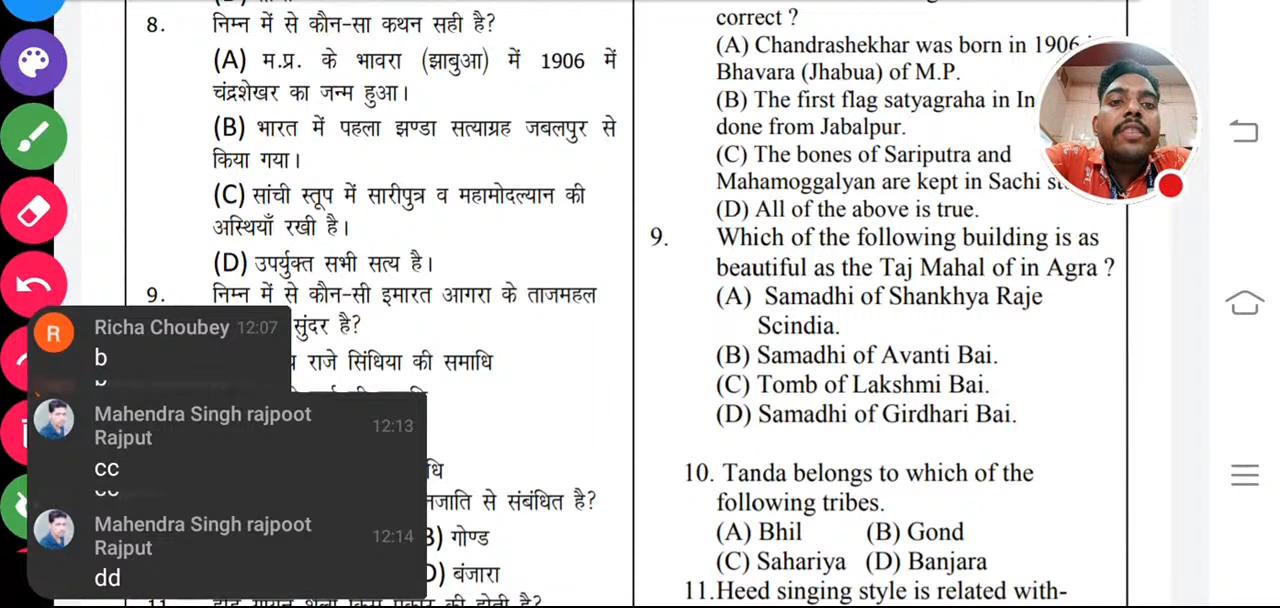 8. निम्न में से कौन-सा कथन सही है?
(A) म.प्र. के भावरा (झाबुआ) में 1906 में
चंद्रशेखर का जन्म हुआ।
(B) भारत में पहला झण्डा सत्याग्रह जबलपुर से
किया गया।
(C) सांची स्तूप में सारीपुत्र व महामोदल्यान की
अस्थियाँ रखी है।
(D) उपर्युक्त सभी सत्य है।
9. निम्न में से कौन-सी इमारत आगरा के ताजमहल
सुंदर है?
राजे सिंधिया की समाधि
धि
नजाति से संबंधित है?
B) गोण्ड
D) बंजारा
correct ?
(A) Chandrashekhar was born in 1906
Bhavara (Jhabua) of M.P.
(B) The first flag satyagraha in In
done from Jabalpur.
(C) The bones of Sariputra and
Mahamoggalyan are kept in Sachi
(D) All of the above is true.
9. Which of the following building is as
beautiful as the Taj Mahal of in Agra ?
(A) Samadhi of Shankhya Raje
Scindia.
(B) Samadhi of Avanti Bai.
(C) Tomb of Lakshmi Bai.
(D) Samadhi of Girdhari Bai.
10. Tanda belongs to which of the
following tribes.
(A) Bhil (B) Gond
(C) Sahariya (D) Banjara
11.Heed singing style is related with-
R
Richa Choubey 12:07
b
Mahendra Singh rajpoot
Rajput 12:13
cc
Mahendra Singh rajpoot
Rajput 12:14
dd